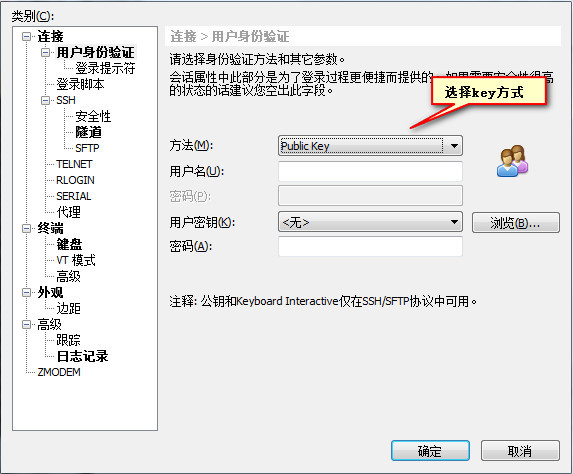 类别(C):
连接
用户身份验证
登录提示符
登录脚本
SSH
安全性
隧道
SFTP
TELNET
RLOGIN
SERIAL
代理
终端
键盘
VT 模式
高级
外观
边距
高级
跟踪
日志记录
ZMODEM
连接 > 用户身份验证
请选择身份验证方法和其它参数。
会话属性中此部分是为了登录过程更便捷而提供的。如果需要安全性很高
的状态的话建议您空出此字段。
选择key方式
方法(M):
Public Key
用户名(U):
密码(P):
用户密钥(K):
<无>
浏览(B)...
密码(A):
注释: 公钥和Keyboard Interactive仅在SSH/SFTP协议中可用。
确定
取消